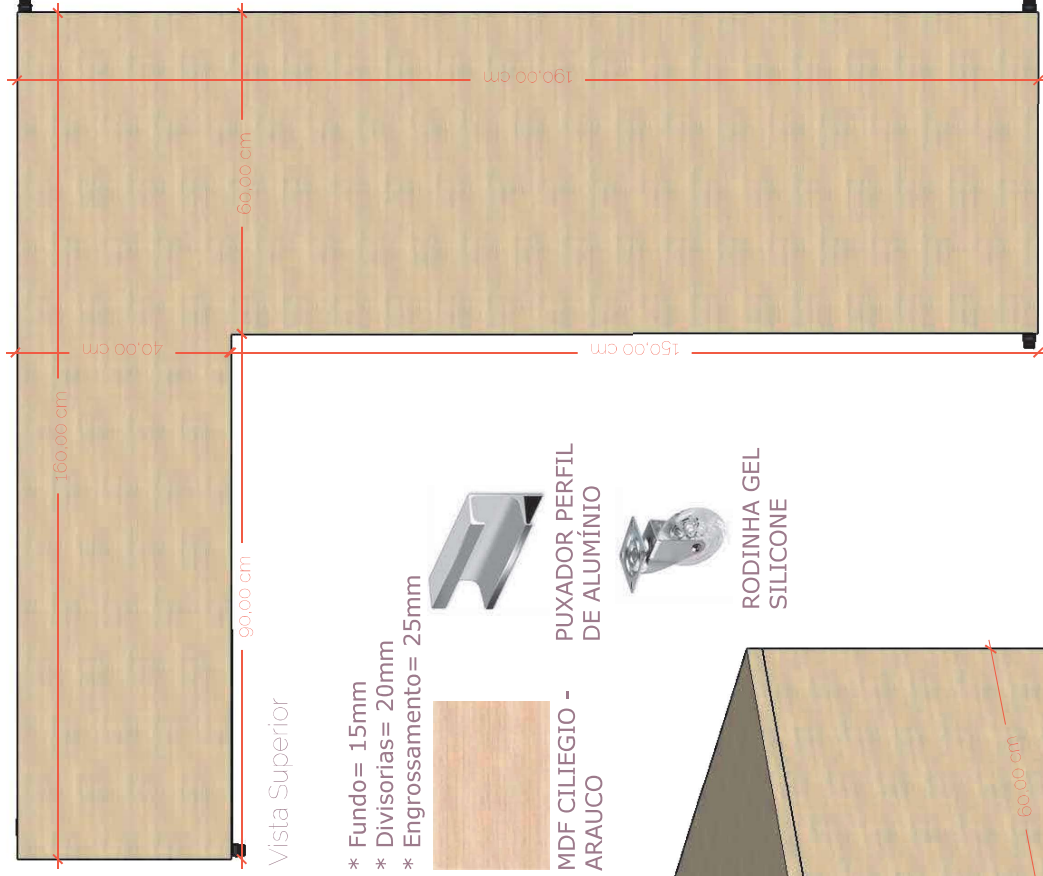 190,00 cm
60,00 cm
40,00 cm
150,00 cm
160,00 cm
90,00 cm
Vista Superior
* Fundo= 15mm
* Divisorias= 20mm
* Engrossamento= 25mm
PUXADOR PERFIL
DE ALUMÍNIO
RODINHA GEL
SILICONE
MDF CILIEGIO -
ARAUCO
60,00 cm